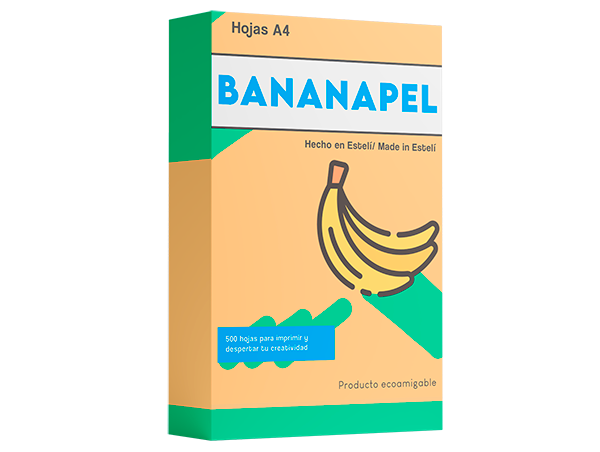 Hojas A4
BANANAPEL
Hecho en Estelí/ Made in Estelí
500 hojas para imprimir y
despertar tu creatividad
Producto ecoamigable